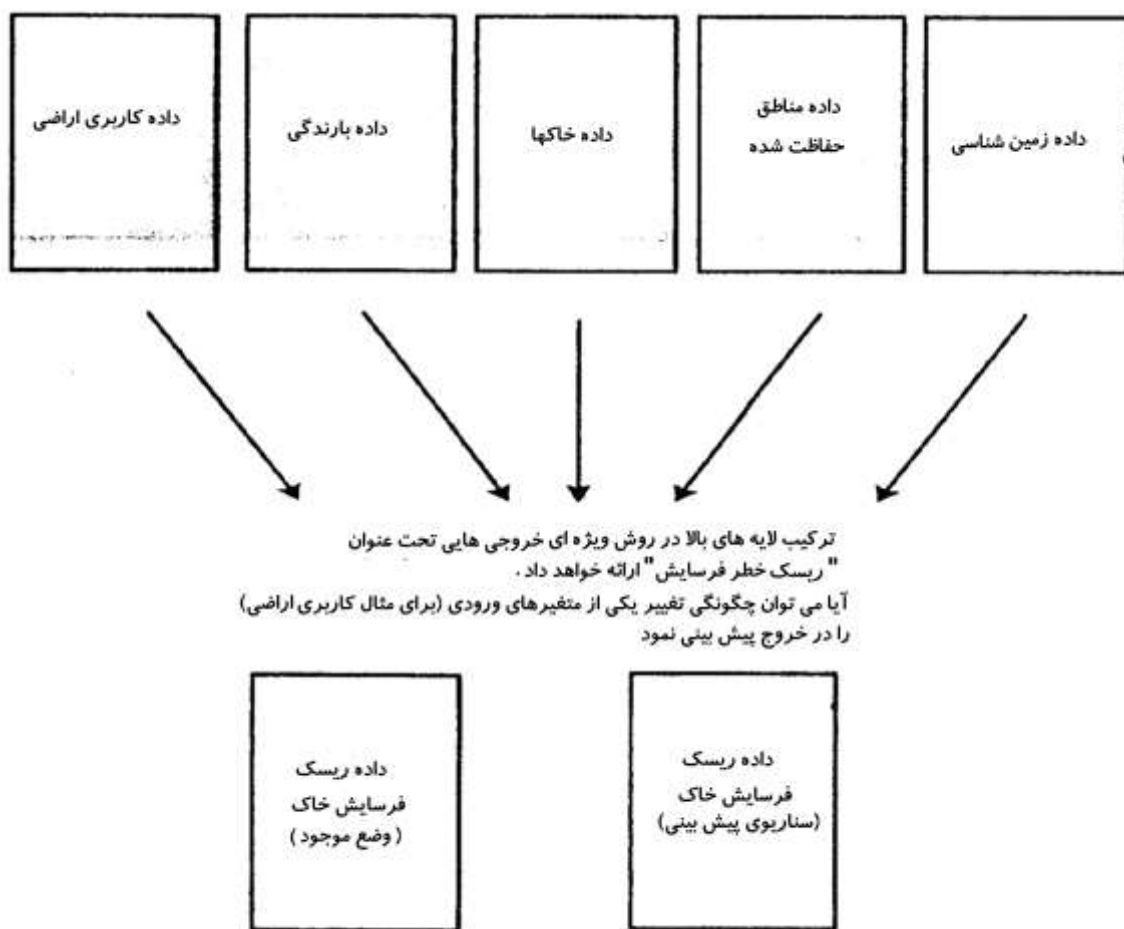 داده زمین شناسی
داده مناطق
حفاظت شده
داده خاکها
داده بارندگی
داده کاربری اراضی
ترکیب لایه های بالا در روش ویژه ای خروجی هایی تحت عنوان
" ریسک خطر فرسایش" ارائه خواهد داد.
آیا می توان چگونگی تغییر یکی از متغیرهای ورودی (برای مثال کاربری اراضی)
را در خروج پیش بینی نمود
داده ریسک
فرسایش خاک
(سناریوی پیش بینی)
داده ریسک
فرسایش خاک
(وضع موجود)